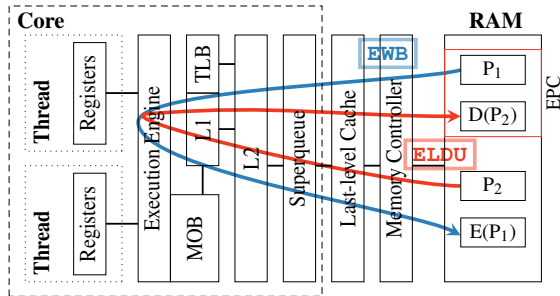 Core
RAM
Thread
Registers
Thread
Registers
Execution Engine
TLB
L1
MOB
L2
Superqueue
Last-level Cache
Memory Controller
EWB
ELDU
P1
D(P2)
P2
E(P1)
EPC